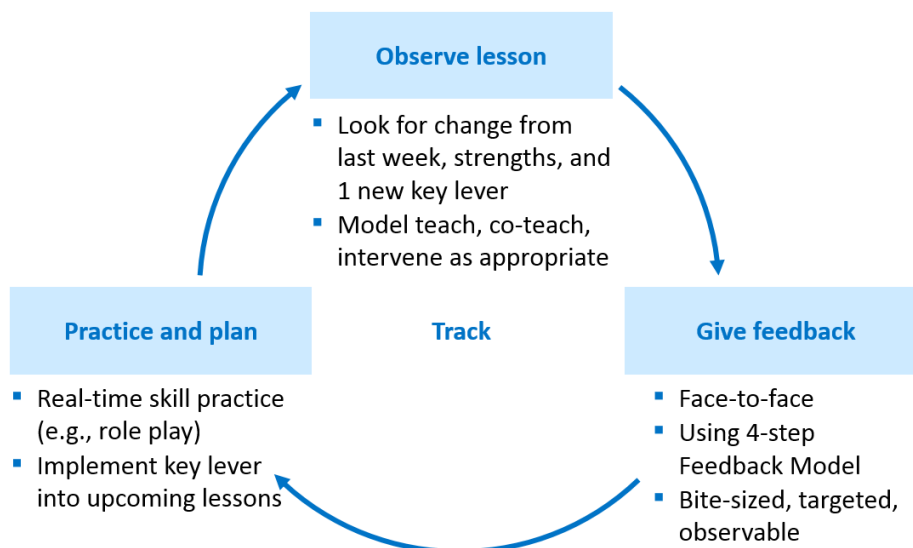 Observe lesson
▪ Look for change from
last week, strengths, and
1 new key lever
▪ Model teach, co-teach,
intervene as appropriate
Practice and plan
Track
Give feedback
▪ Real-time skill practice
(e.g., role play)
▪ Implement key lever
into upcoming lessons
▪ Face-to-face
▪ Using 4-step
Feedback Model
▪ Bite-sized, targeted,
observable